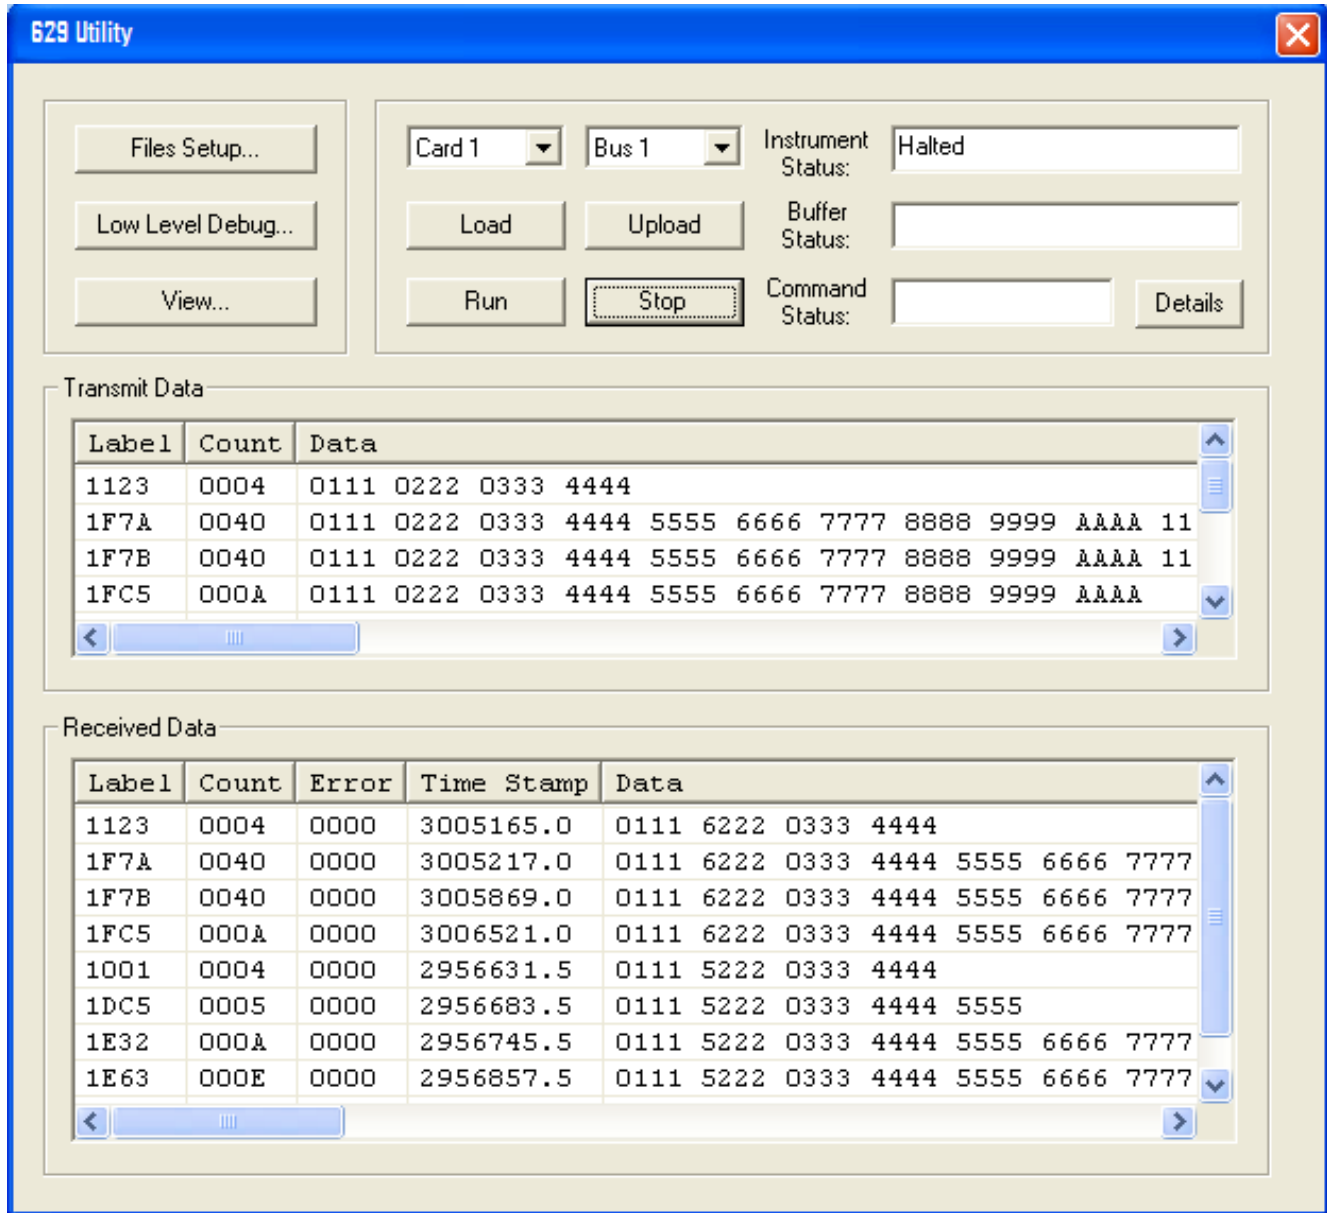 629 Utility
Files Setup...
Low Level Debug...
View...
Card 1 Bus 1 Instrument Status: Halted
Load Upload Buffer Status:
Run Stop Command Status: Details
Transmit Data
Label Count Data
1123 0004 0111 0222 0333 4444
1F7A 0040 0111 0222 0333 4444 5555 6666 7777 8888 9999 AAAA 11
1F7B 0040 0111 0222 0333 4444 5555 6666 7777 8888 9999 AAAA 11
1FC5 000A 0111 0222 0333 4444 5555 6666 7777 8888 9999 AAAA
Received Data
Label Count Error Time Stamp Data
1123 0004 0000 3005165.0 0111 6222 0333 4444
1F7A 0040 0000 3005217.0 0111 6222 0333 4444 5555 6666 7777
1F7B 0040 0000 3005869.0 0111 6222 0333 4444 5555 6666 7777
1FC5 000A 0000 3006521.0 0111 6222 0333 4444 5555 6666 7777
1001 0004 0000 2956631.5 0111 5222 0333 4444
1DC5 0005 0000 2956683.5 0111 5222 0333 4444 5555
1E32 000A 0000 2956745.5 0111 5222 0333 4444 5555 6666 7777
1E63 000E 0000 2956857.5 0111 5222 0333 4444 5555 6666 7777